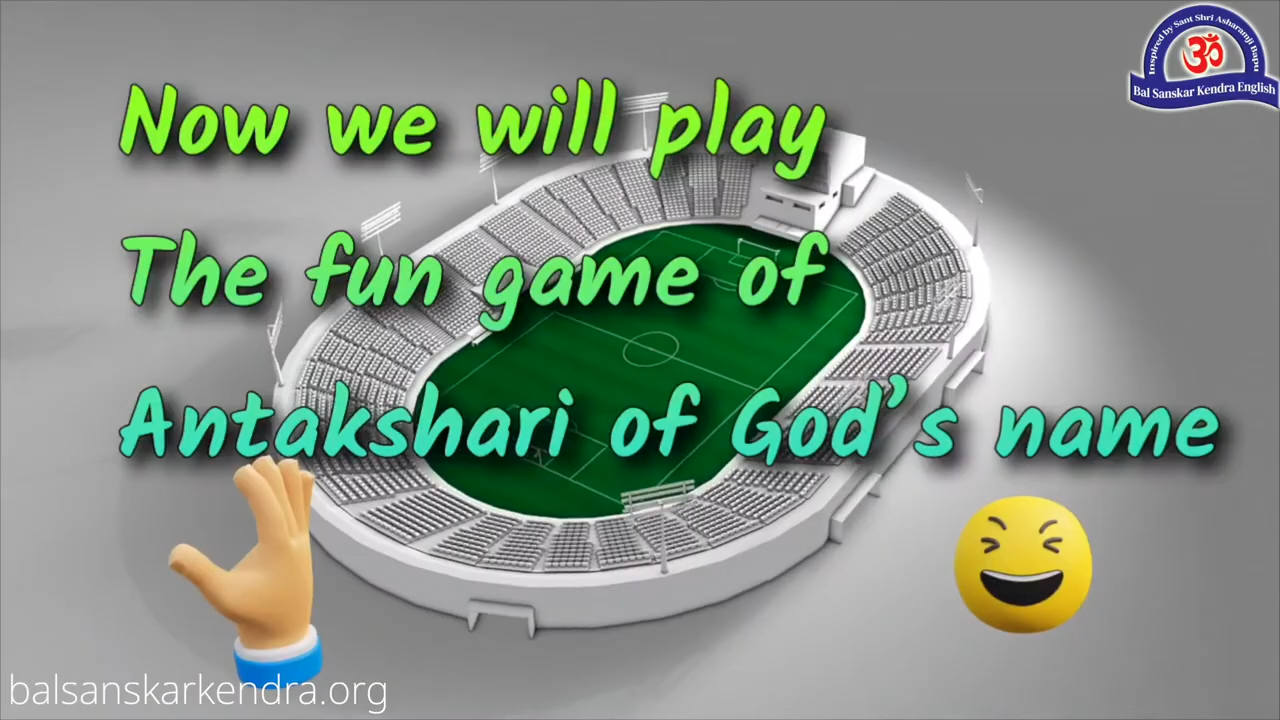 Inspired by Sant Shri Asharamji Bapu
ॐ
Bal Sanskar Kendra English
Now we will play
The fun game of
Antakshari of God's name
balsanskarkendra.org